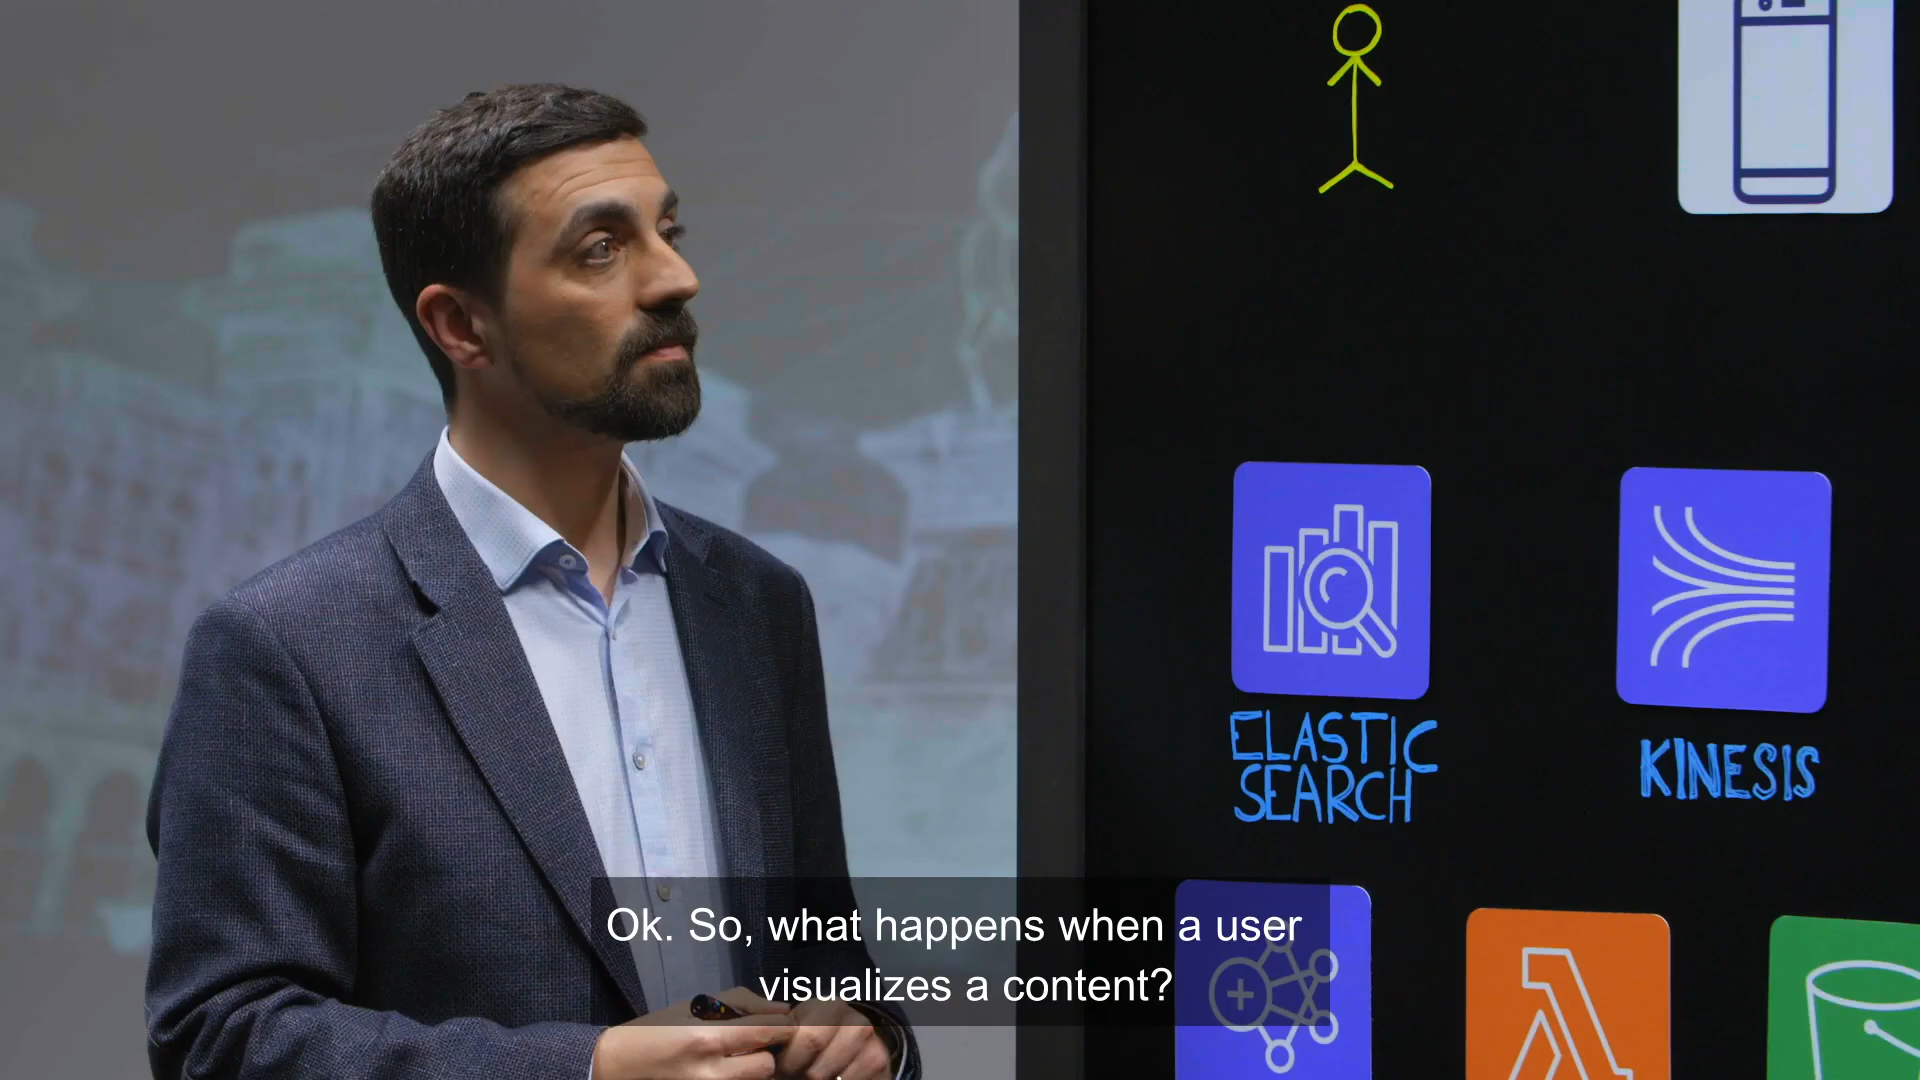 ELASTIC
SEARCH
KINESIS
Ok. So, what happens when a user
visualizes a content?